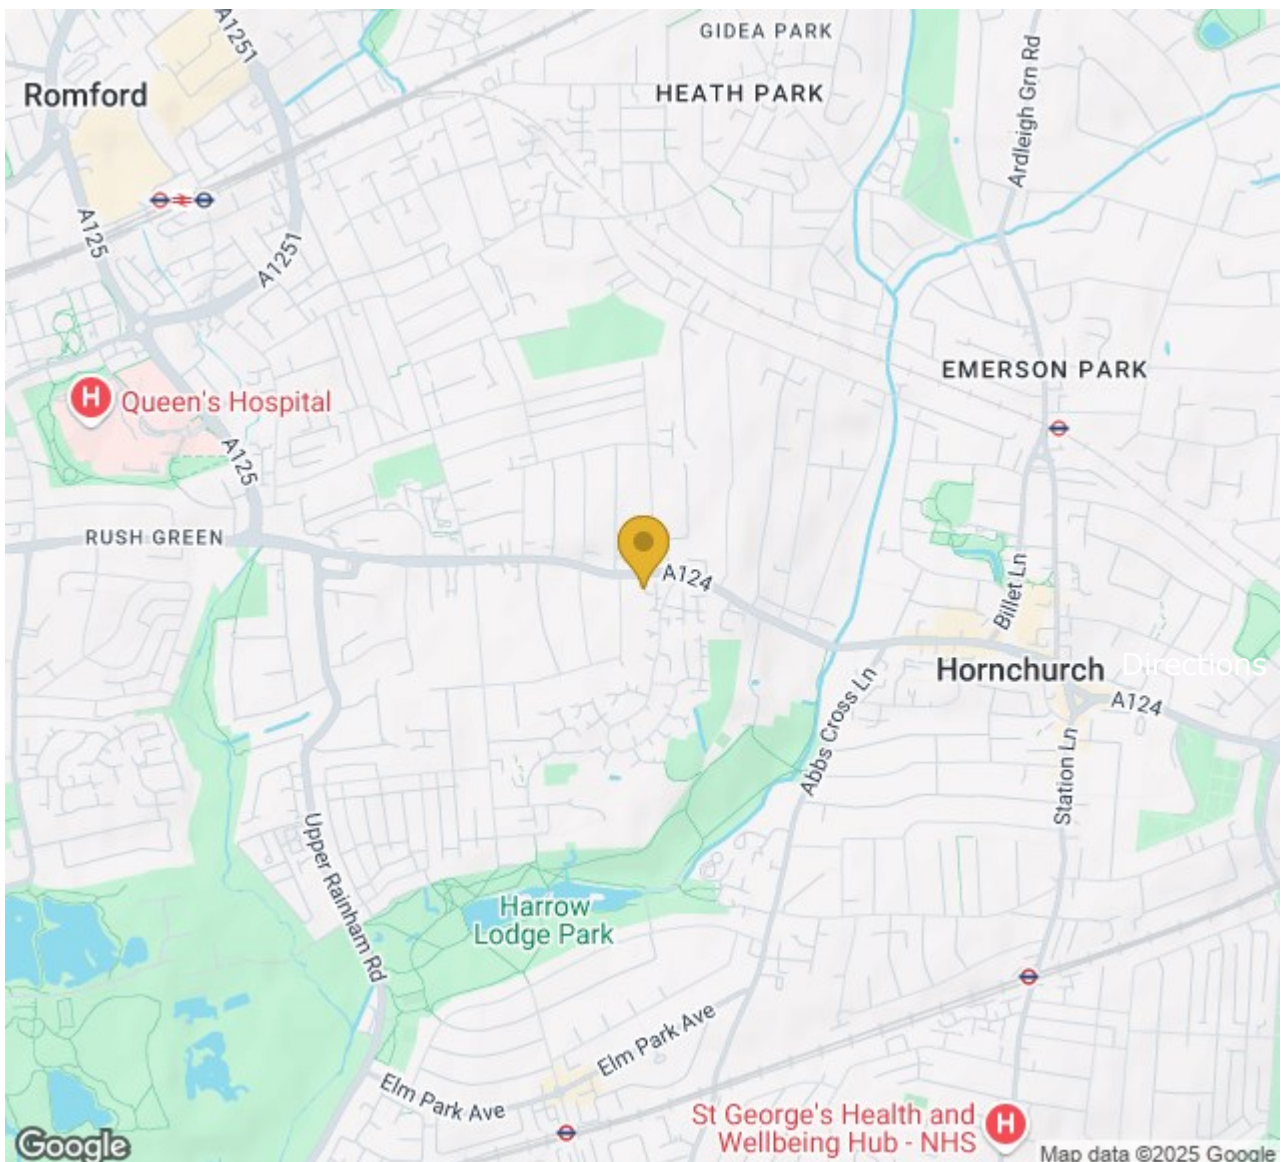 A1251
GIDEA PARK
Romford
HEATH PARK
Ardleigh Grn Rd
A125
A1251
EMERSON PARK
H
Queen's Hospital
A125
RUSH GREEN
A124
Billet Ln
Hornchurch
Directions
A124
Abbs Cross Ln
Station Ln
Upper Rainham Rd
Harrow
Lodge Park
Elm Park Ave
Elm Park Ave
St George's Health and
Wellbeing Hub - NHS
H
Google
Map data ©2025 Google